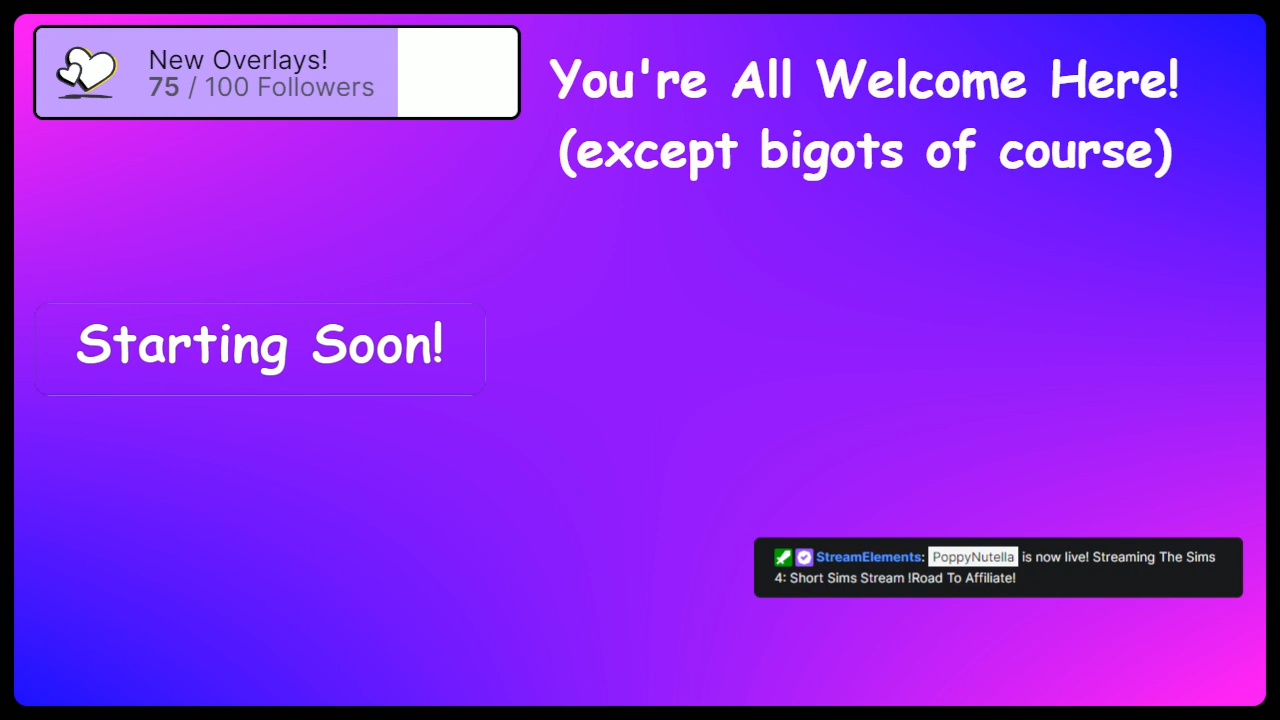 New Overlays!
75 / 100 Followers
You're All Welcome Here!
(except bigots of course)
Starting Soon!
StreamElements: PoppyNutella is now live! Streaming The Sims
4: Short Sims Stream !Road To Affiliate!